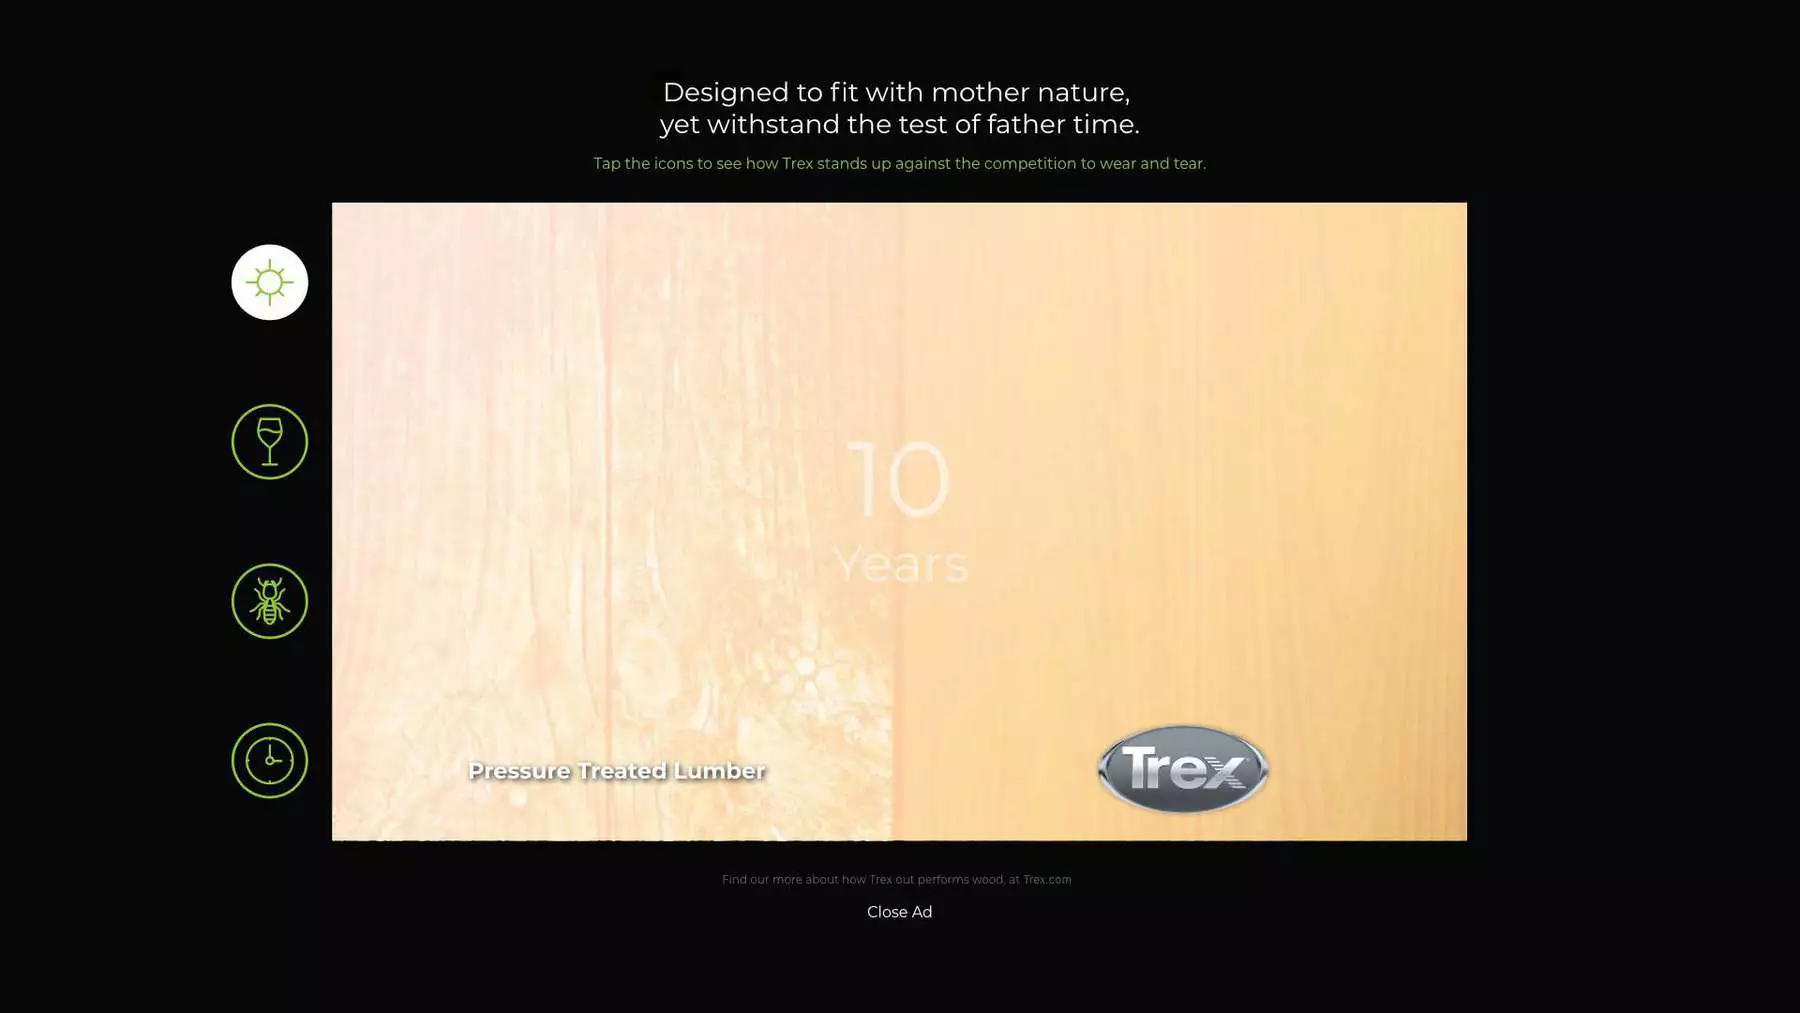 Designed to fit with mother nature,
yet withstand the test of father time.
Tap the icons to see how Trex stands up against the competition to wear and tear.
10
Years
Pressure Treated Lumber
Trex
Find our more about how Trex out performs wood, at Trex.com
Close Ad